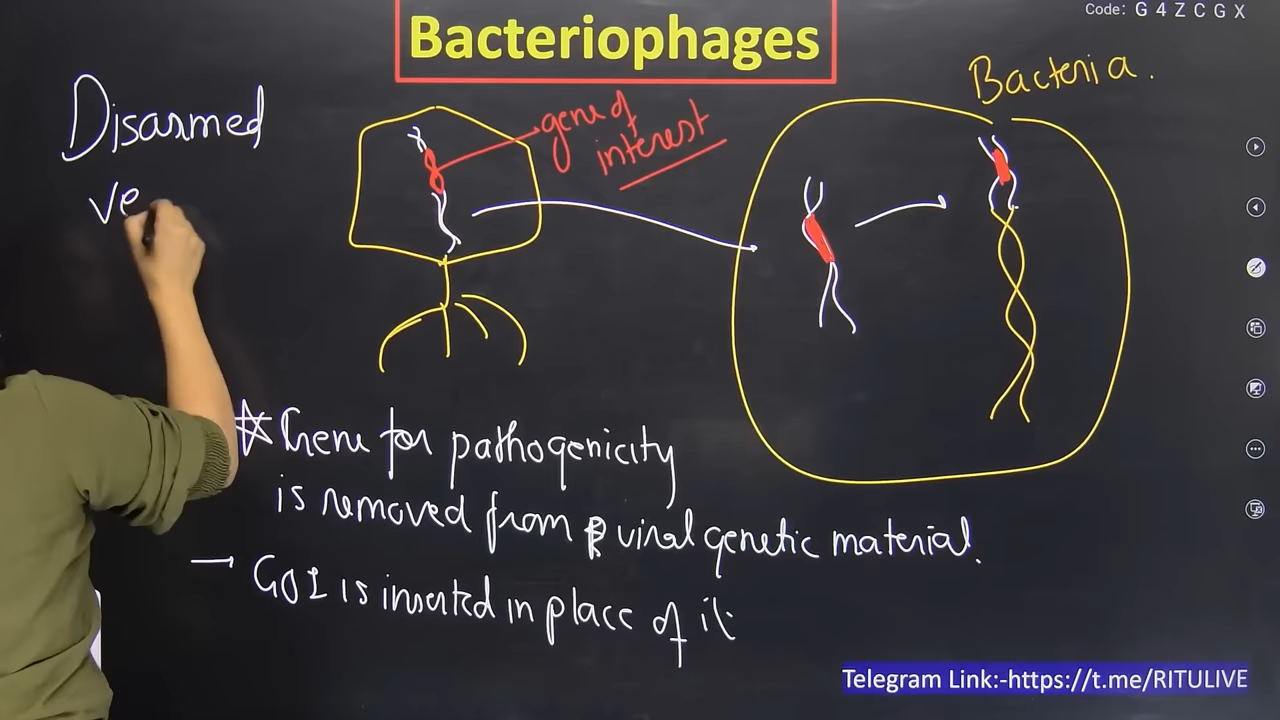 Code: G 4 Z C G X
Bacteriophages
Bacteria.
Disarmed
ve
gene of
interest
Gene for pathogenicity
is removed from viral genetic material.
→ GOI is inserted in place of it
Telegram Link:-https://t.me/RITULIVE